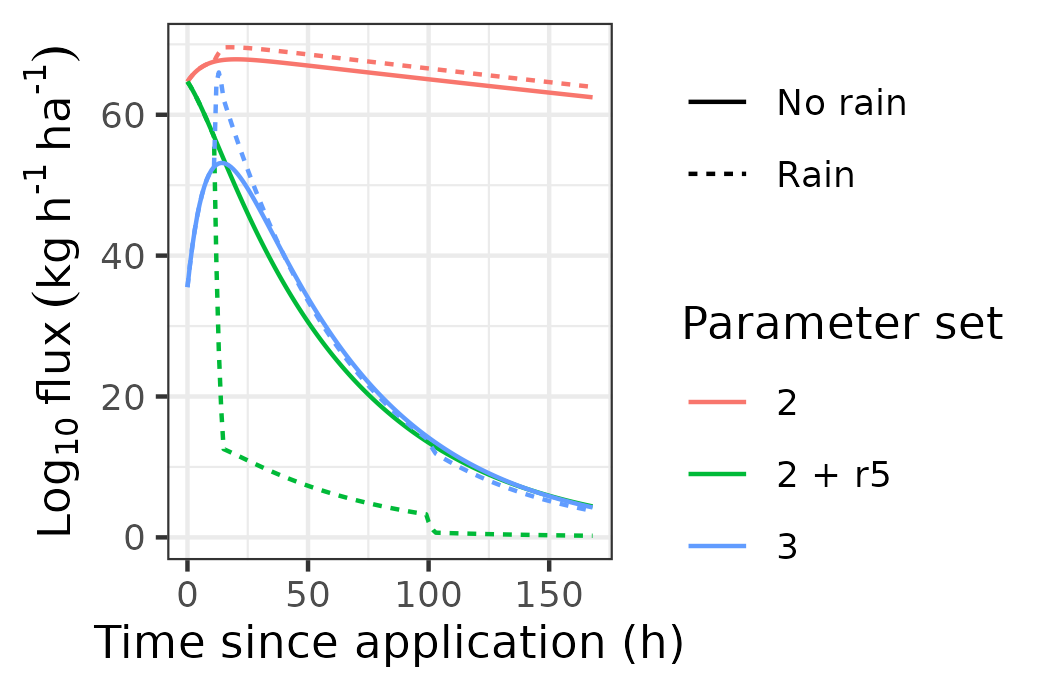 Log10 flux (kg h-1 ha-1)
60
40
20
0
0 50 100 150
Time since application (h)
No rain
Rain
Parameter set
2
2 + r5
3